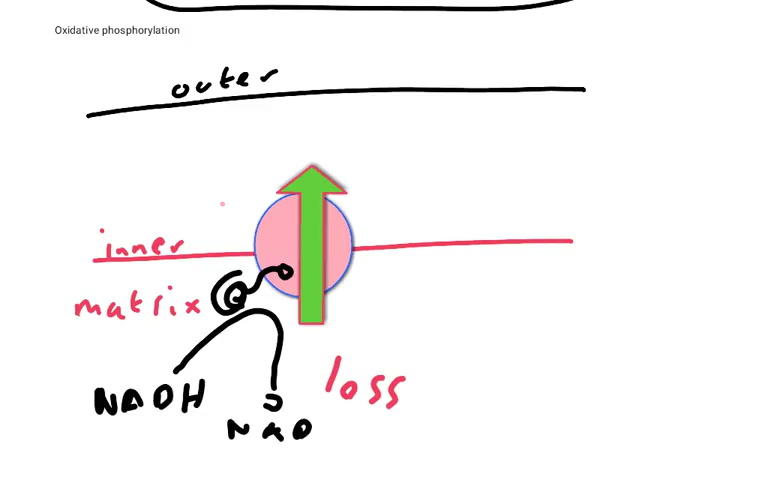 Oxidative phosphorylation
outer
inner
matrix
e
NADH
loss
NAD